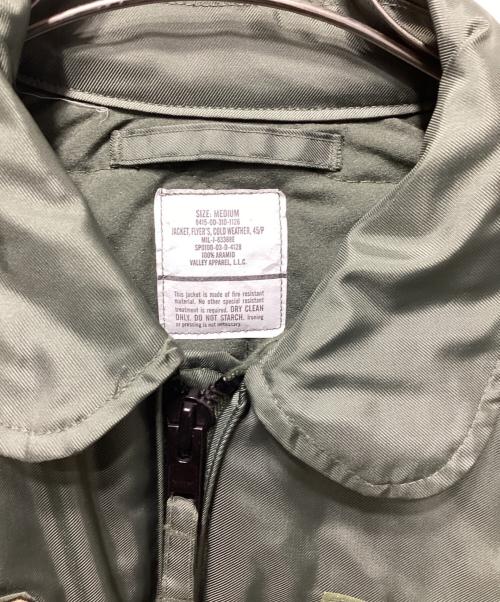 SIZE: MEDIUM
8415-00-310-1126
JACKET, FLYER'S, COLD WEATHER, 45/P
MIL-J-83388E
SP0100-03-D-4128
100% ARAMID
VALLEY APPAREL, L.L.C.
This jacket is made of fire resistant
material. No other special resistant
treatment is required. DRY CLEAN
ONLY. DO NOT STARCH. Ironing
or pressing is not necessary.